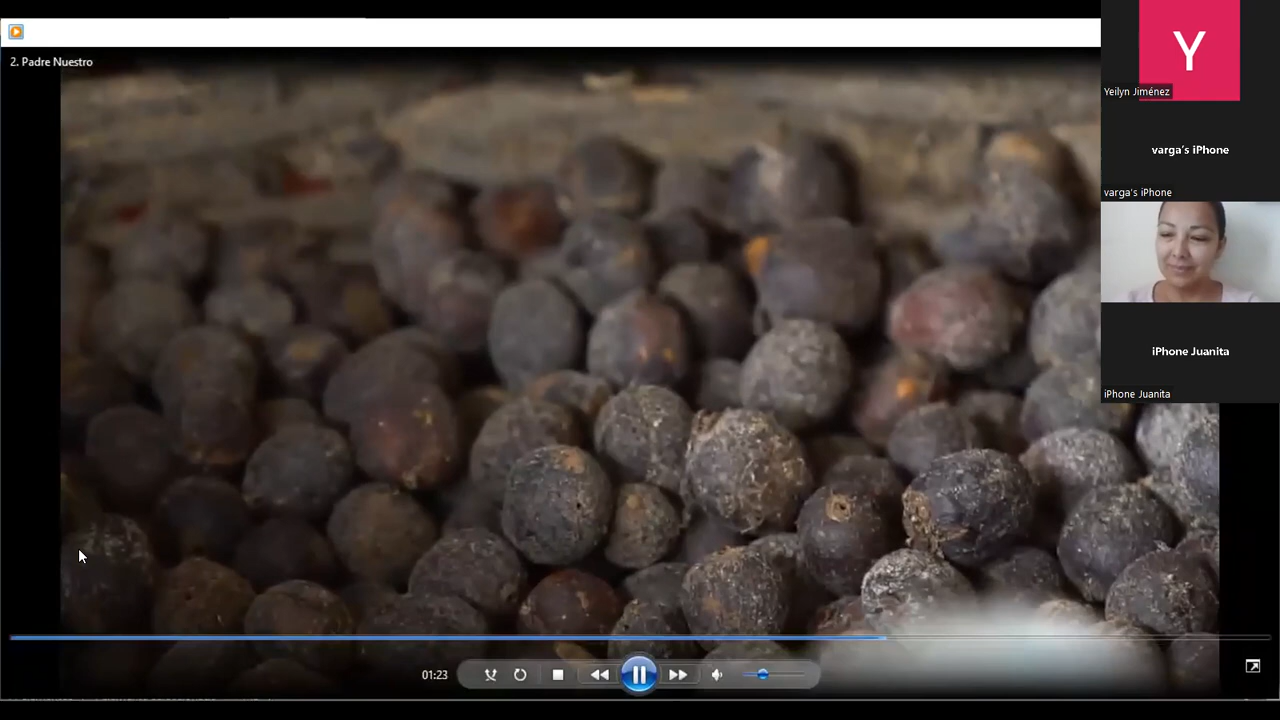 2. Padre Nuestro
Y
Yeilyn Jiménez
varga's iPhone
varga's iPhone
iPhone Juanita
iPhone Juanita
01:23